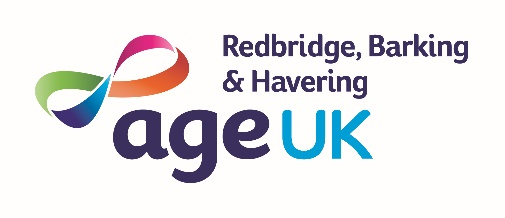 Redbridge, Barking
& Havering
age UK